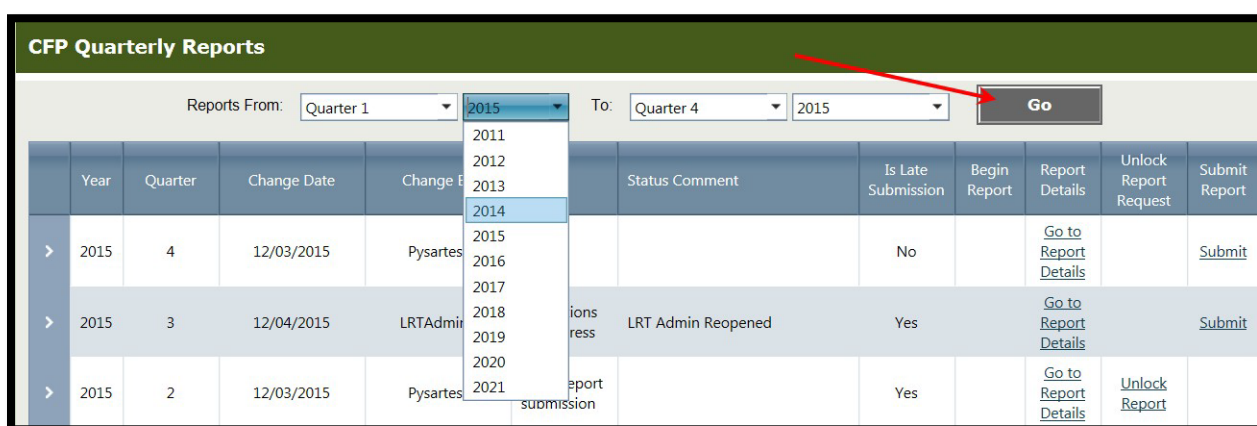 CFP Quarterly Reports
Reports From: Quarter 1 2015 To: Quarter 4 2015 Go
2011
2012
2013
2014
2015
2016
2017
2018
2019
2020
2021
Year Quarter Change Date Change Status Comment Is Late Submission Begin Report Report Details Unlock Report Request Submit Report
2015 4 12/03/2015 Pysartes No Go to Report Details Submit
2015 3 12/04/2015 LRTAdmin LRT Admin Reopened Yes Go to Report Details Submit
2015 2 12/03/2015 Pysartes submission Yes Go to Report Details Unlock Report